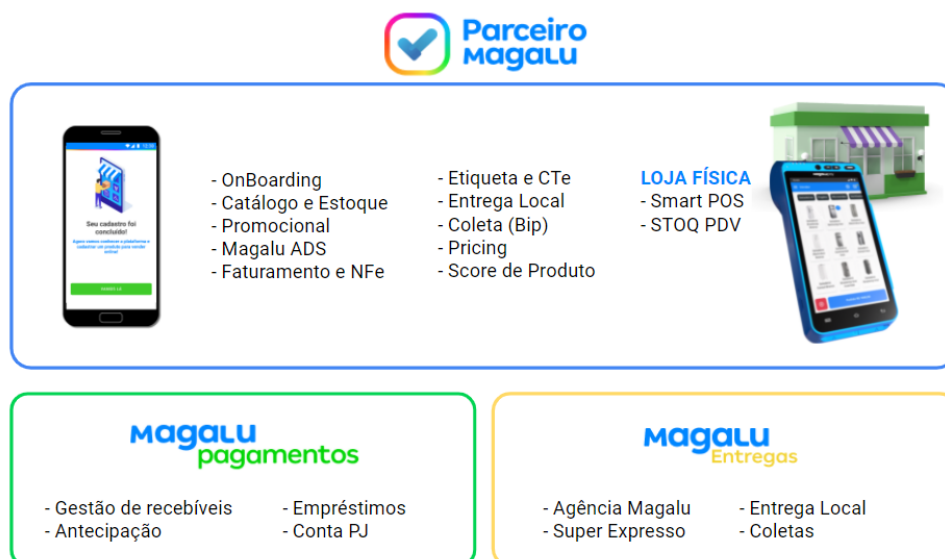 Parceiro
Magalu
Seu cadastro foi
concluído!
- OnBoarding
- Catálogo e Estoque
- Promocional
- Magalu ADS
- Faturamento e NFe
- Etiqueta e CTe
- Entrega Local
- Coleta (Bip)
- Pricing
- Score de Produto
LOJA FÍSICA
- Smart POS
- STOQ PDV
Magalu
pagamentos
- Gestão de recebíveis
- Antecipação
- Empréstimos
- Conta PJ
Magalu
Entregas
- Agência Magalu
- Super Expresso
- Entrega Local
- Coletas